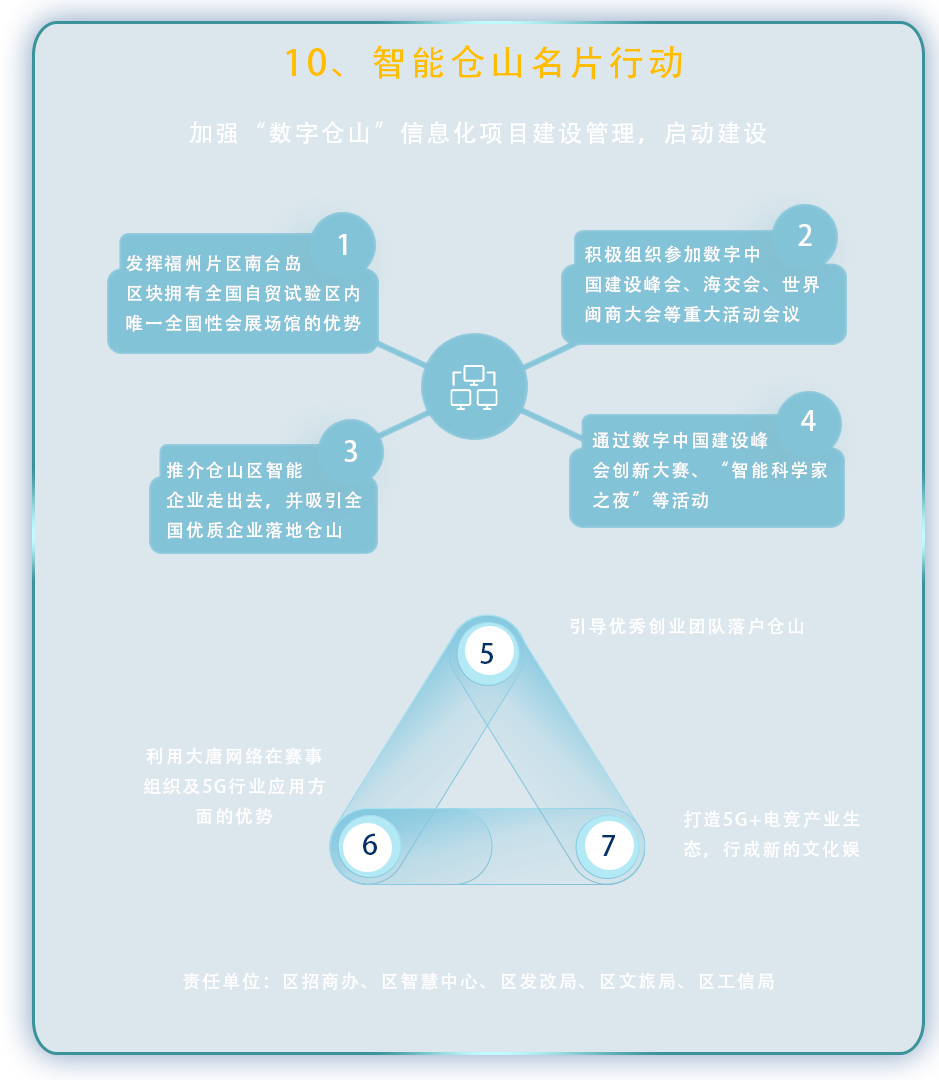 10、智能仓山名片行动
加强“数字仓山”信息化项目建设管理，启动建设
1
发挥福州片区南台岛
区块拥有全国自贸试验区内
唯一全国性会展场馆的优势
2
积极组织参加数字中
国建设峰会、海交会、世界
闽商大会等重大活动会议
3
推介仓山区智能
企业走出去，并吸引全
国优质企业落地仓山
4
通过数字中国建设峰
会创新大赛、“智能科学家
之夜”等活动
5
引导优秀创业团队落户仓山
6
利用大唐网络在赛事
组织及5G行业应用方
面的优势
7
打造5G+电竞产业生
态，行成新的文化娱
责任单位：区招商办、区智慧中心、区发改局、区文旅局、区工信局